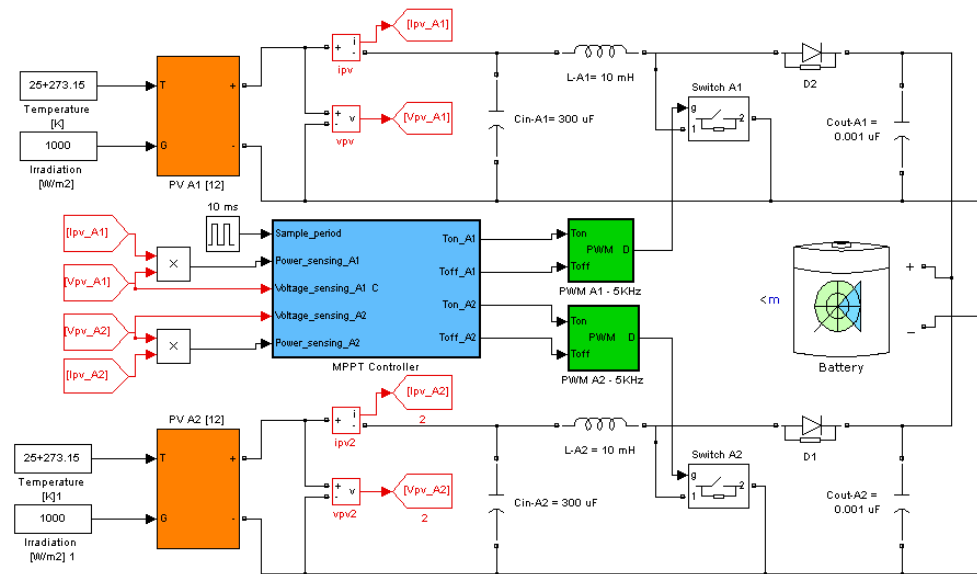 [Ipv_A1]
+ i -
ipv
L-A1= 10 mH
D2
25+273.15
Temperature
[K]
T
+
1000
Irradiation
[W/m2]
G
-
PV A1 [12]
+ v -
vpv
[Vpv_A1]
Cin-A1= 300 uF
Switch A1
g
1
2
Cout-A1 =
0.001 uF
10 ms
[Ipv_A1]
[Vpv_A1]
[Vpv_A2]
[Ipv_A2]
×
×
Sample_period
Power_sensing_A1
Voltage_sensing_A1 C
Voltage_sensing_A2
Power_sensing_A2
Ton_A1
Toff_A1
Ton_A2
Toff_A2
MPPT Controller
Ton
PWM D
Toff
PWM A1 - 5KHz
Ton
PWM D
Toff
PWM A2 - 5KHz
<m
+
−
Battery
PV A2 [12]
[Ipv_A2]
2
+ i -
ipv2
L-A2 = 10 mH
D1
25+273.15
Temperature
[K]1
T
+
1000
Irradiation
[W/m2] 1
G
-
+ v -
vpv2
[Vpv_A2]
2
Cin-A2 = 300 uF
Switch A2
g
1
2
Cout-A2 =
0.001 uF